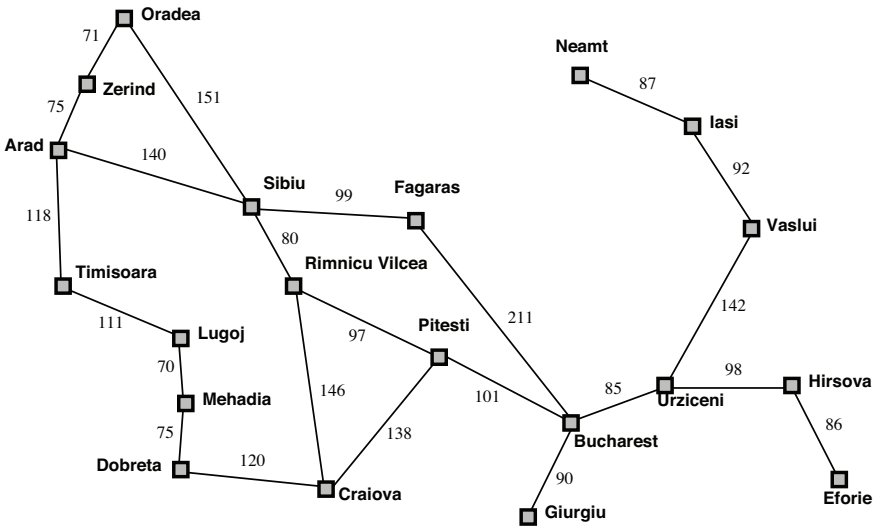 Oradea
71
Neamt
Zerind
87
151
75
Iasi
Arad
140
92
Sibiu
Fagaras
99
118
Vaslui
80
Rimnicu Vilcea
Timisoara
142
111
Pitesti
211
Lugoj
97
70
98
Hirsova
85
Urziceni
146
101
Mehadia
86
75
138
Bucharest
120
Dobreta
90
Craiova
Eforie
Giurgiu